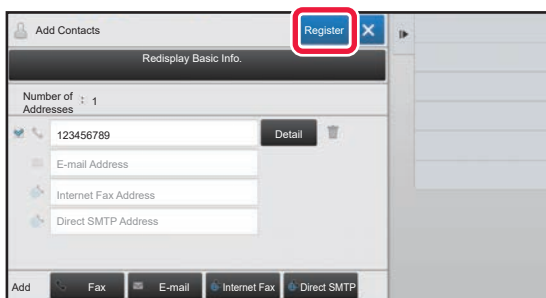 Add Contacts Register
Redisplay Basic Info.
Number of Addresses : 1
123456789 Detail
E-mail Address
Internet Fax Address
Direct SMTP Address
Add Fax E-mail Internet Fax Direct SMTP